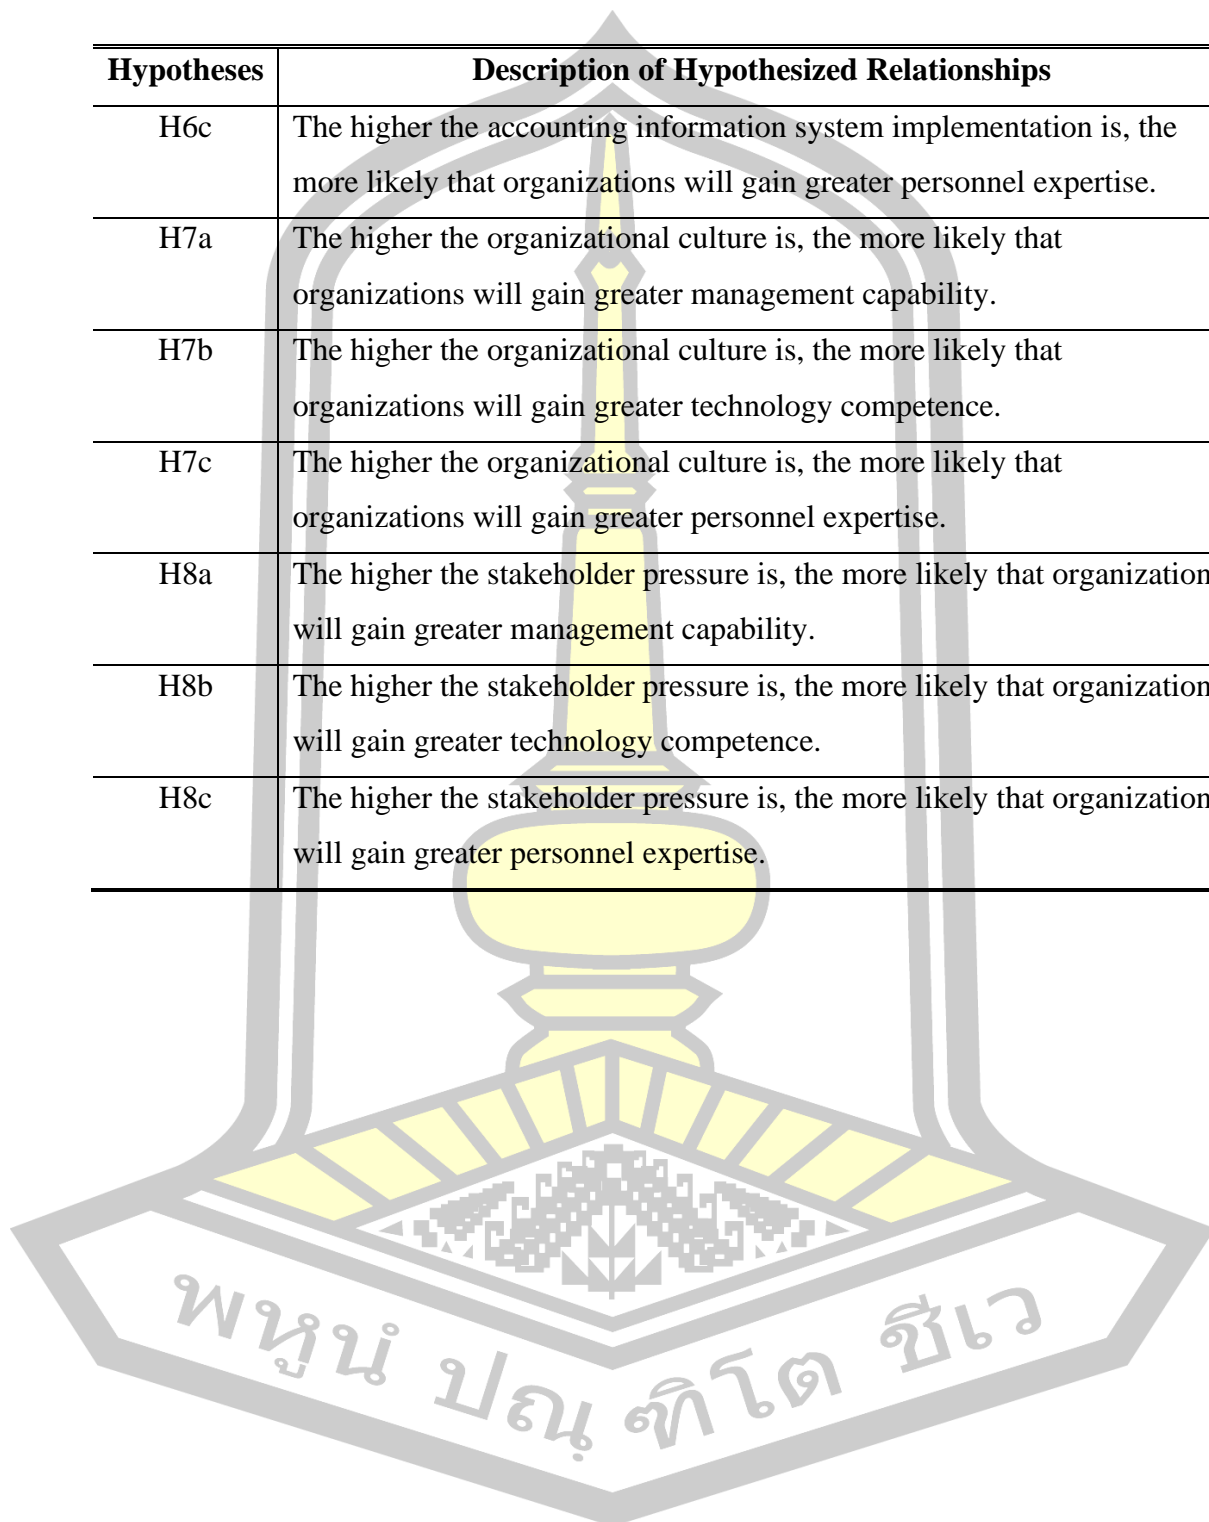 Hypotheses Description of Hypothesized Relationships
H6c The higher the accounting information system implementation is, the
more likely that organizations will gain greater personnel expertise.
H7a The higher the organizational culture is, the more likely that
organizations will gain greater management capability.
H7b The higher the organizational culture is, the more likely that
organizations will gain greater technology competence.
H7c The higher the organizational culture is, the more likely that
organizations will gain greater personnel expertise.
H8a The higher the stakeholder pressure is, the more likely that organization
will gain greater management capability.
H8b The higher the stakeholder pressure is, the more likely that organization
will gain greater technology competence.
H8c The higher the stakeholder pressure is, the more likely that organization
will gain greater personnel expertise.
พหูนํ ปณฺ ฑิโต ชีเว